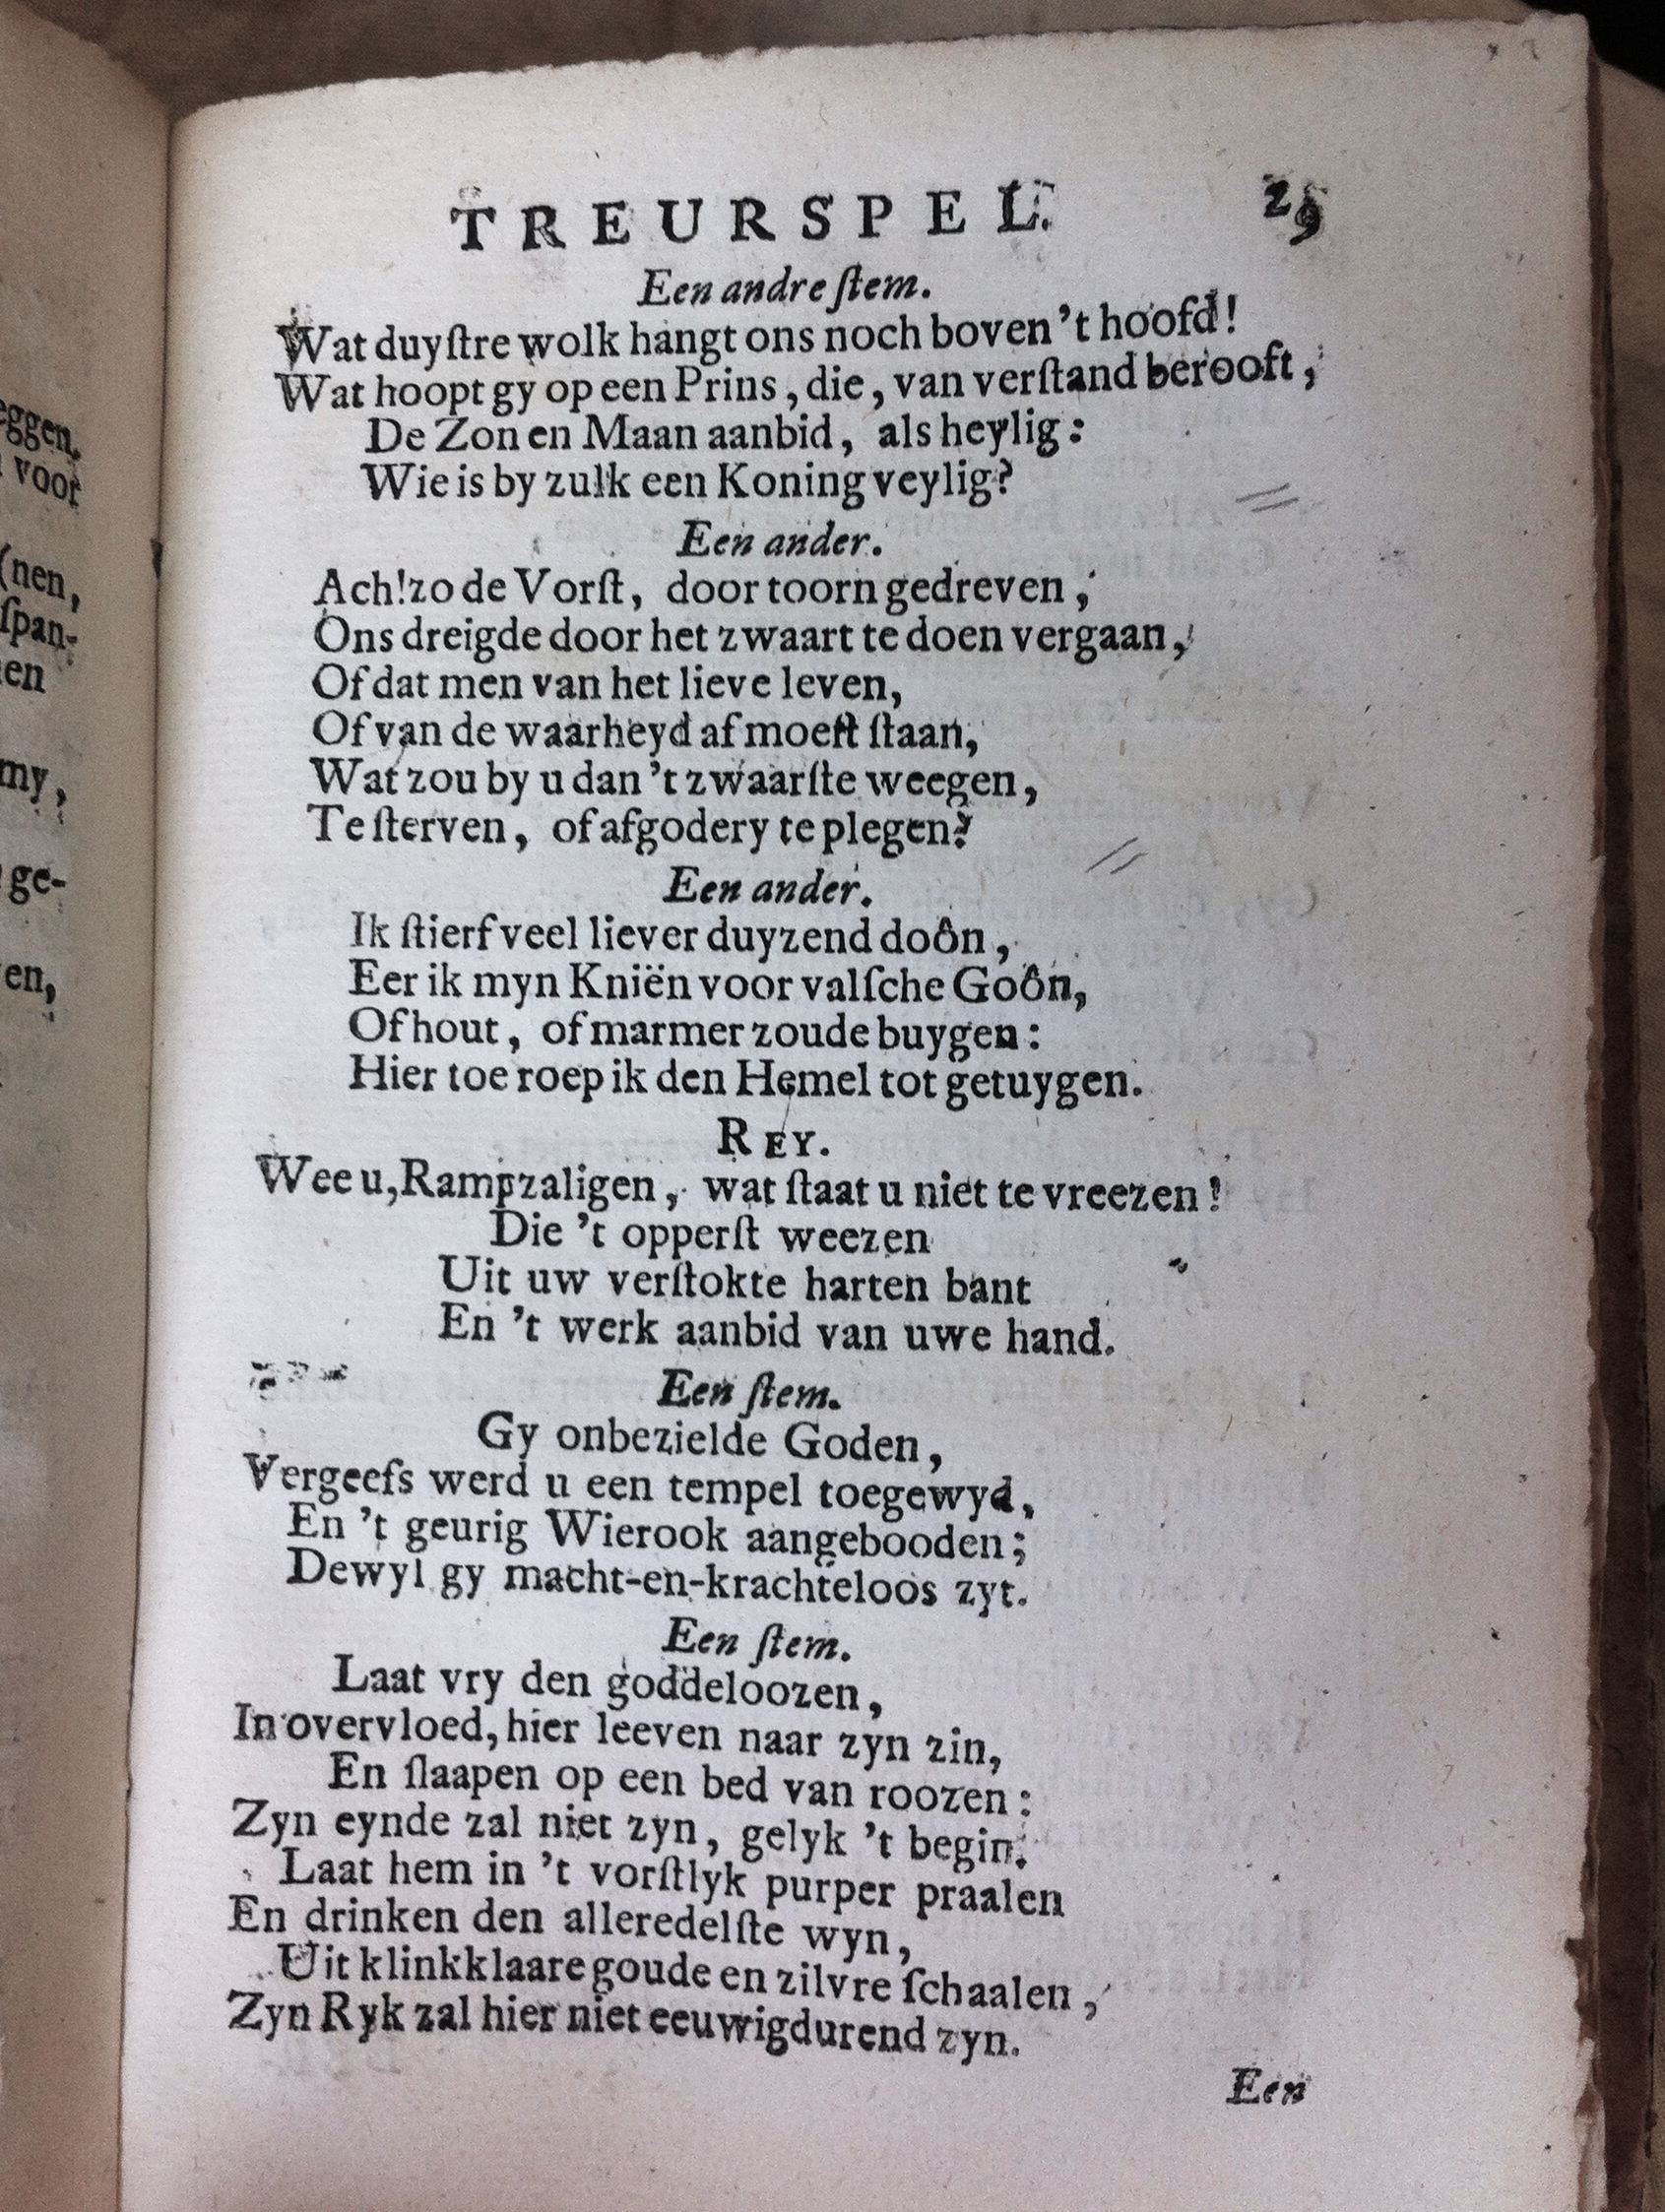 TREURSPEL. 29
Een andre ſtem.
Wat duyſtre wolk hangt ons noch boven 't hoofd!
Wat hoopt gy op een Prins, die, van verſtand berooft,
De Zon en Maan aanbid, als heylig:
Wie is by zulk een Koning veylig?
Een ander.
Ach! zo de Vorſt, door toorn gedreven,
Ons dreigde door het zwaart te doen vergaan,
Of dat men van het lieve leven,
Of van de waarheyd af moeſt ſtaan,
Wat zou by u dan 't zwaarſte weegen,
Te ſterven, of afgodery te plegen?
Een ander.
Ik ſtierf veel liever duyzend doôn,
Eer ik myn Kniën voor valſche Goôn,
Of hout, of marmer zoude buygen:
Hier toe roep ik den Hemel tot getuygen.
REY.
Wee u, Rampzaligen, wat ſtaat u niet te vreezen!
Die 't opperſt weezen
Uit uw verſtokte harten bant
En 't werk aanbid van uwe hand.
Een ſtem.
Gy onbezielde Goden,
Vergeefs werd u een tempel toegewyd,
En 't geurig Wierook aangebooden;
Dewyl gy macht-en-krachteloos zyt.
Een ſtem.
Laat vry den goddeloozen,
In overvloed, hier leeven naar zyn zin,
En ſlaapen op een bed van roozen:
Zyn eynde zal niet zyn, gelyk 't begin.
Laat hem in 't vorſtlyk purper praalen
En drinken den alleredelſte wyn,
Uit klinkklaare goude en zilvre ſchaalen,
Zyn Ryk zal hier niet eeuwigdurend zyn.
Een
eggen,
voor
(nen,
ſpan-
en
my,
ge-
en,